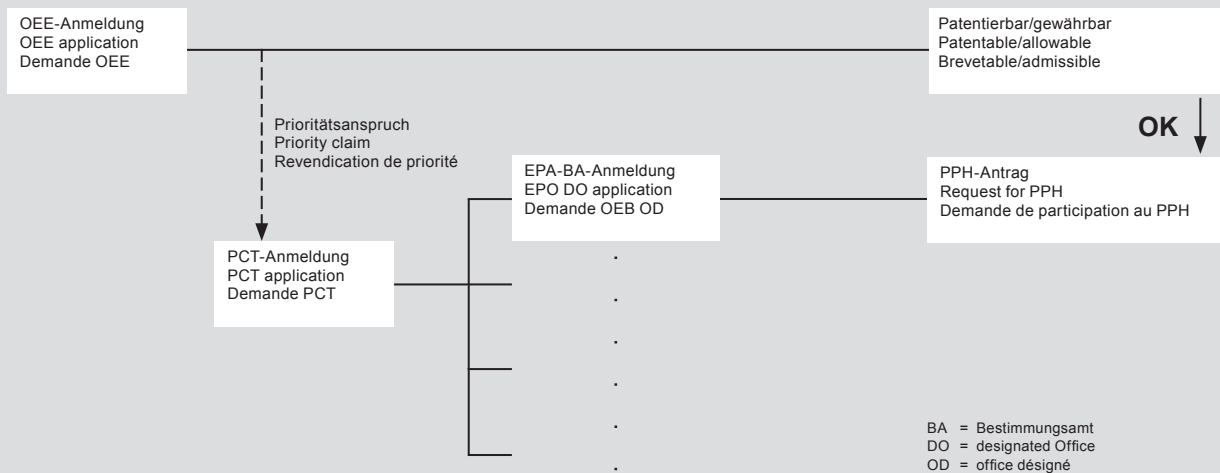 OEE-Anmeldung
OEE application
Demande OEE
Patentierbar/gewährbar
Patentable/allowable
Brevetable/admissible
OK
Prioritätsanspruch
Priority claim
Revendication de priorité
EPA-BA-Anmeldung
EPO DO application
Demande OEB OD
PPH-Antrag
Request for PPH
Demande de participation au PPH
PCT-Anmeldung
PCT application
Demande PCT
BA = Bestimmungsamt
DO = designated Office
OD = office désigné